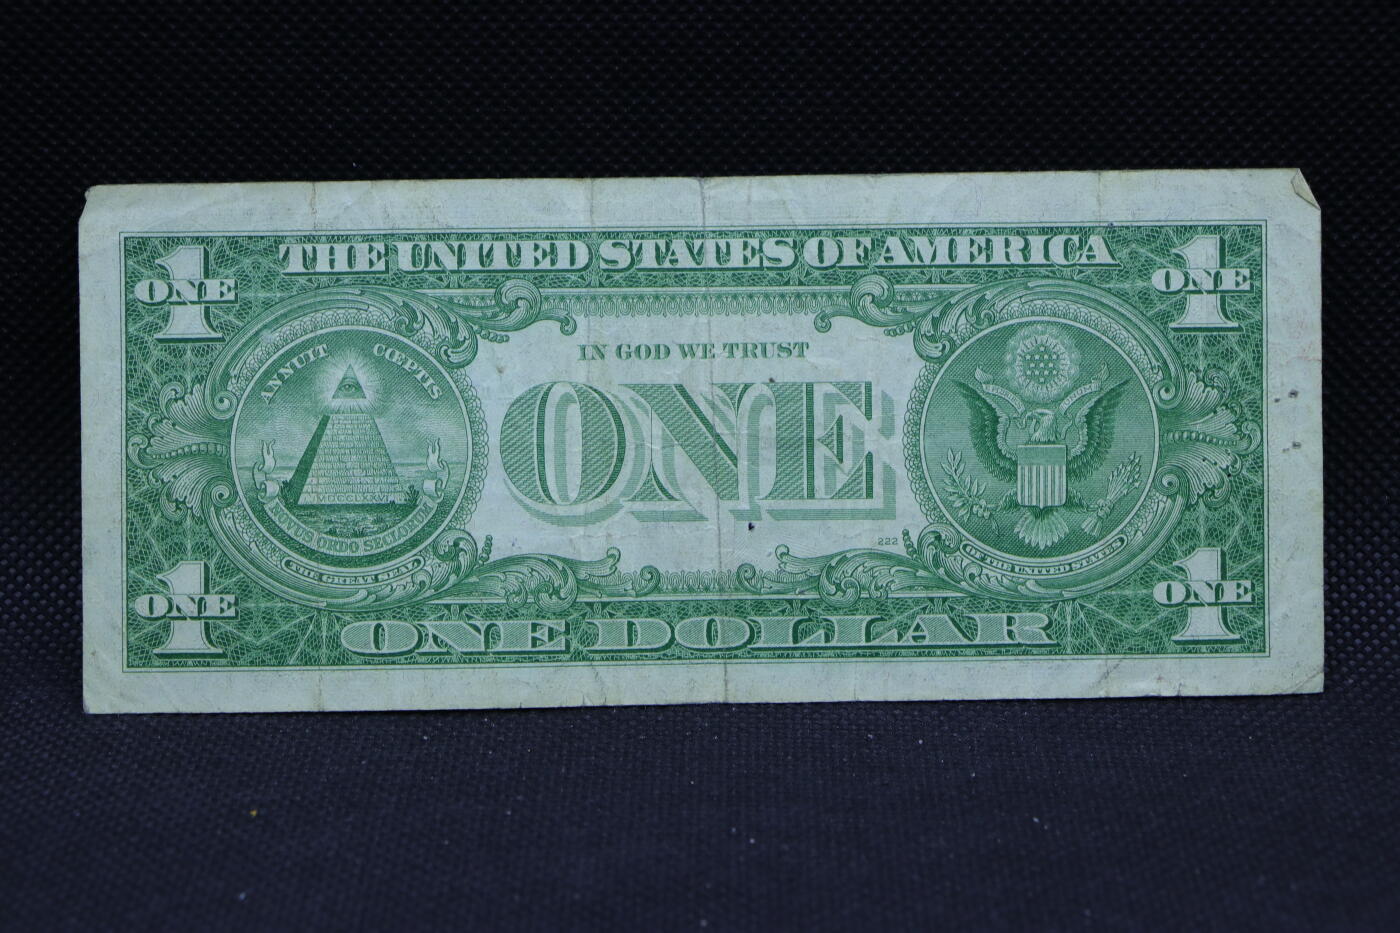 THE UNITED STATES OF AMERICA
1
ONE
1
ONE
ANNUIT CŒPTIS
MDCCLXXVI
NOVUS ORDO SECLORUM
THE GREAT SEAL
IN GOD WE TRUST
ONE
222
OF THE UNITED STATES
1
ONE
1
ONE
ONE DOLLAR